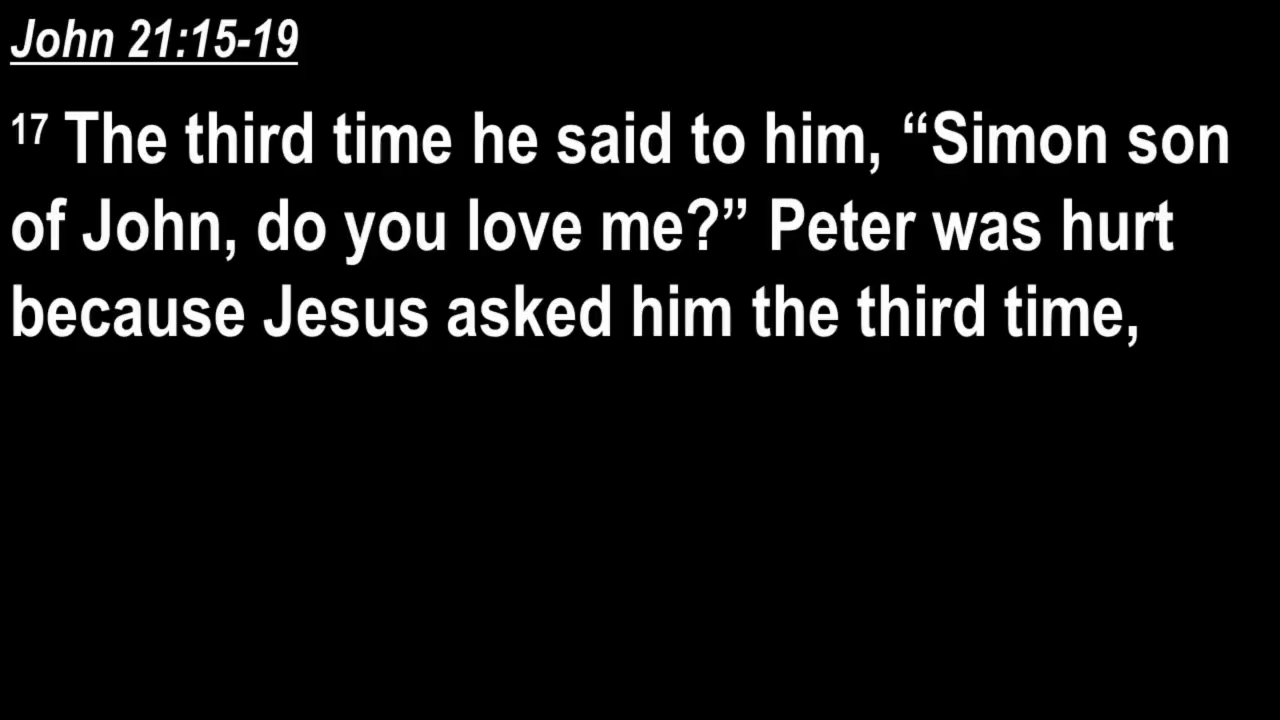 John 21:15-19
17 The third time he said to him, “Simon son
of John, do you love me?” Peter was hurt
because Jesus asked him the third time,